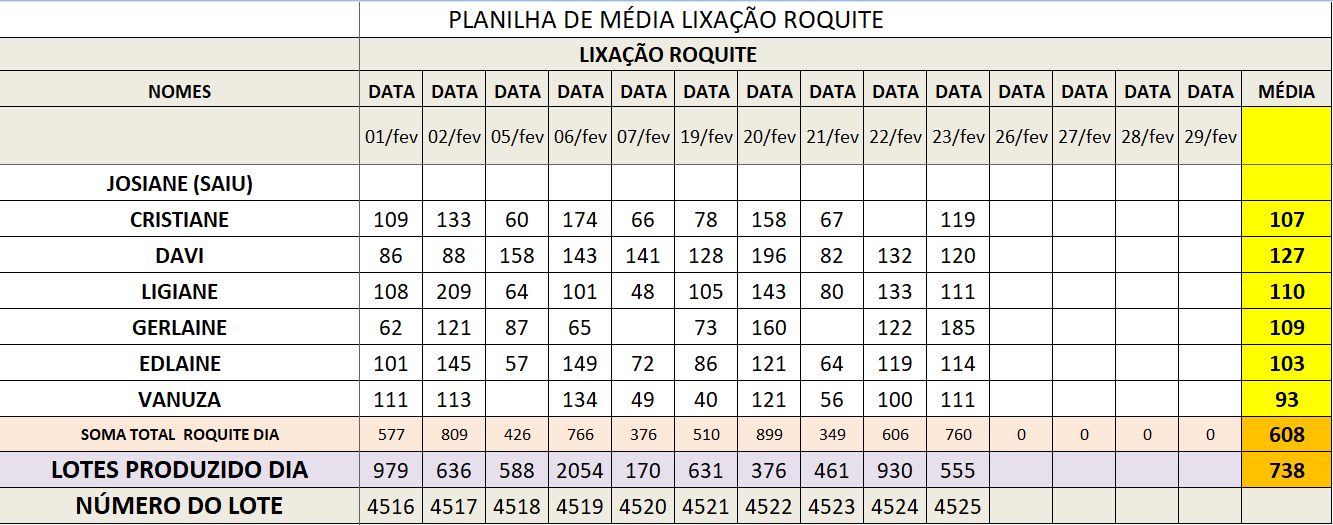 PLANILHA DE MÉDIA LIXAÇÃO ROQUITE
LIXAÇÃO ROQUITE
NOMES DATA DATA DATA DATA DATA DATA DATA DATA DATA DATA DATA DATA DATA DATA MÉDIA
01/fev 02/fev 05/fev 06/fev 07/fev 19/fev 20/fev 21/fev 22/fev 23/fev 26/fev 27/fev 28/fev 29/fev
JOSIANE (SAIU)
CRISTIANE 109 133 60 174 66 78 158 67 119 107
DAVI 86 88 158 143 141 128 196 82 132 120 127
LIGIANE 108 209 64 101 48 105 143 80 133 111 110
GERLAINE 62 121 87 65 73 160 122 185 109
EDLAINE 101 145 57 149 72 86 121 64 119 114 103
VANUZA 111 113 134 49 40 121 56 100 111 93
SOMA TOTAL ROQUITE DIA 577 809 426 766 376 510 899 349 606 760 0 0 0 0 608
LOTES PRODUZIDO DIA 979 636 588 2054 170 631 376 461 930 555 738
NÚMERO DO LOTE 4516 4517 4518 4519 4520 4521 4522 4523 4524 4525